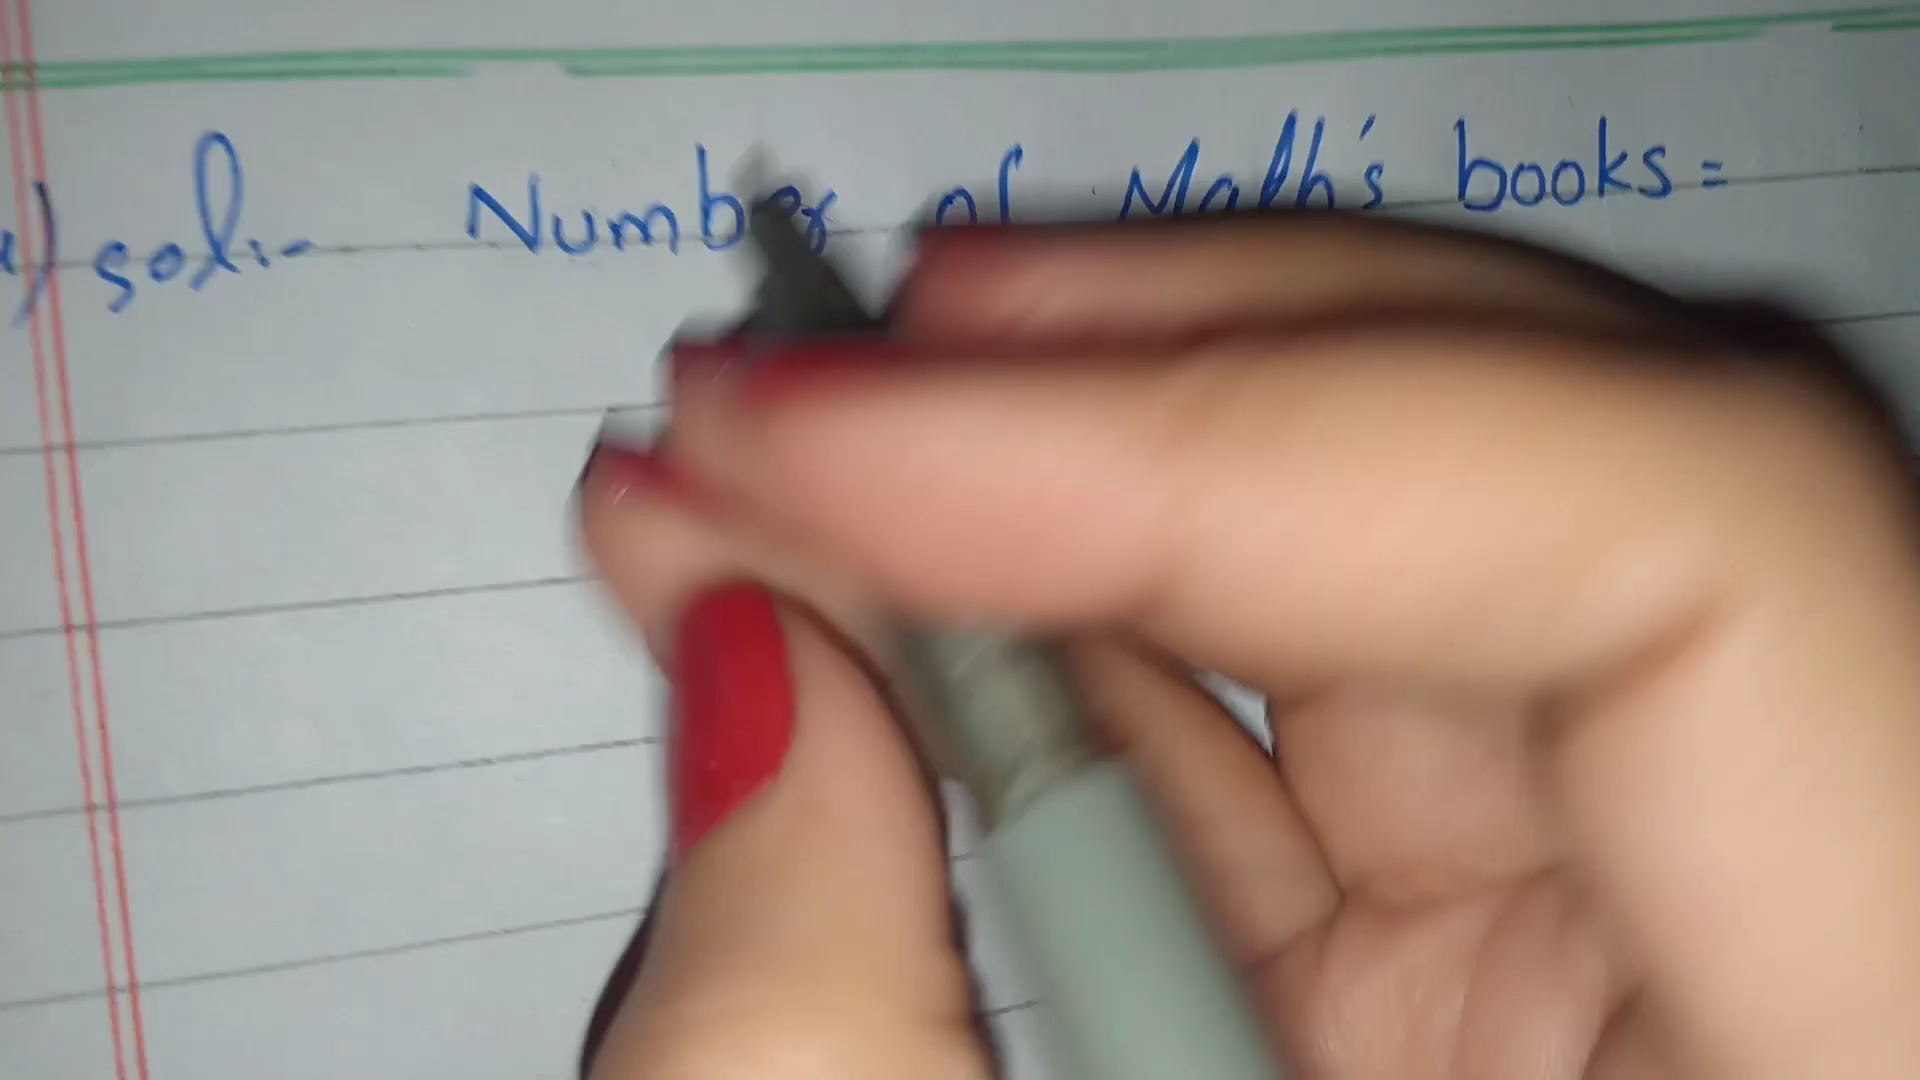 ) sol:- Number of Math's books =